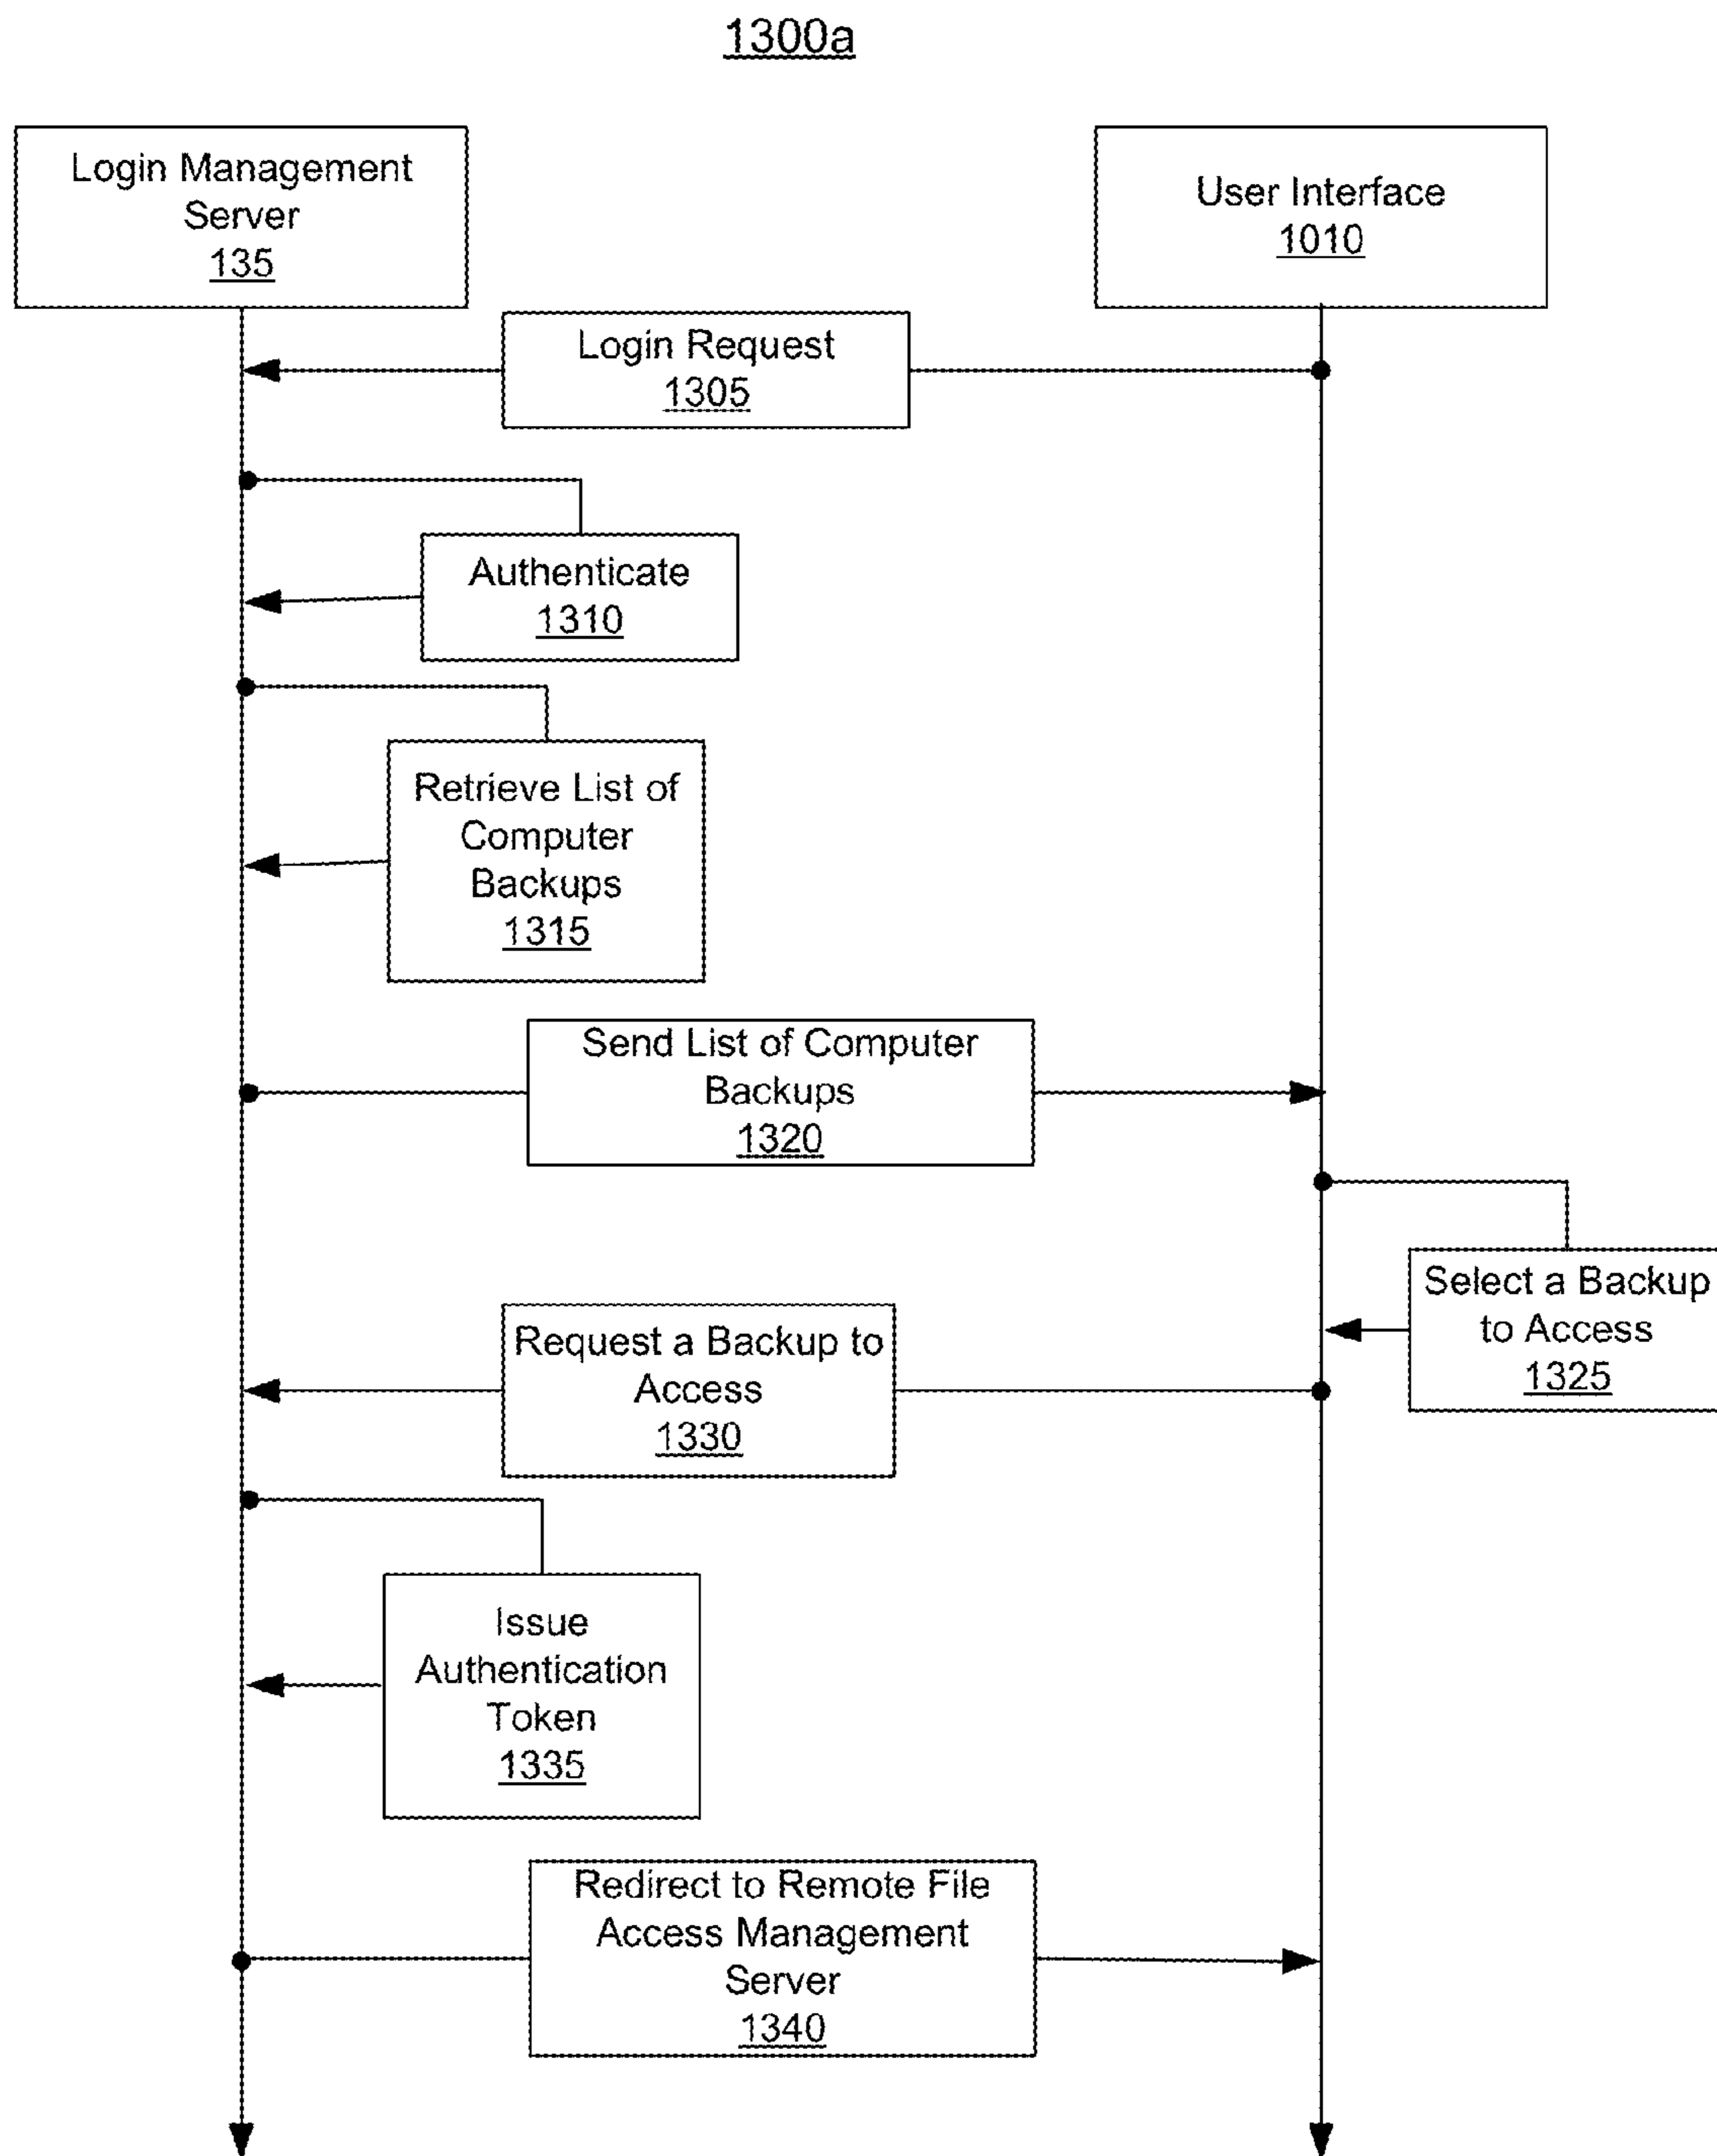 1300a
Login Management
Server
135
User Interface
1010
Login Request
1305
Authenticate
1310
Retrieve List of
Computer
Backups
1315
Send List of Computer
Backups
1320
Select a Backup
to Access
1325
Request a Backup to
Access
1330
Issue
Authentication
Token
1335
Redirect to Remote File
Access Management
Server
1340